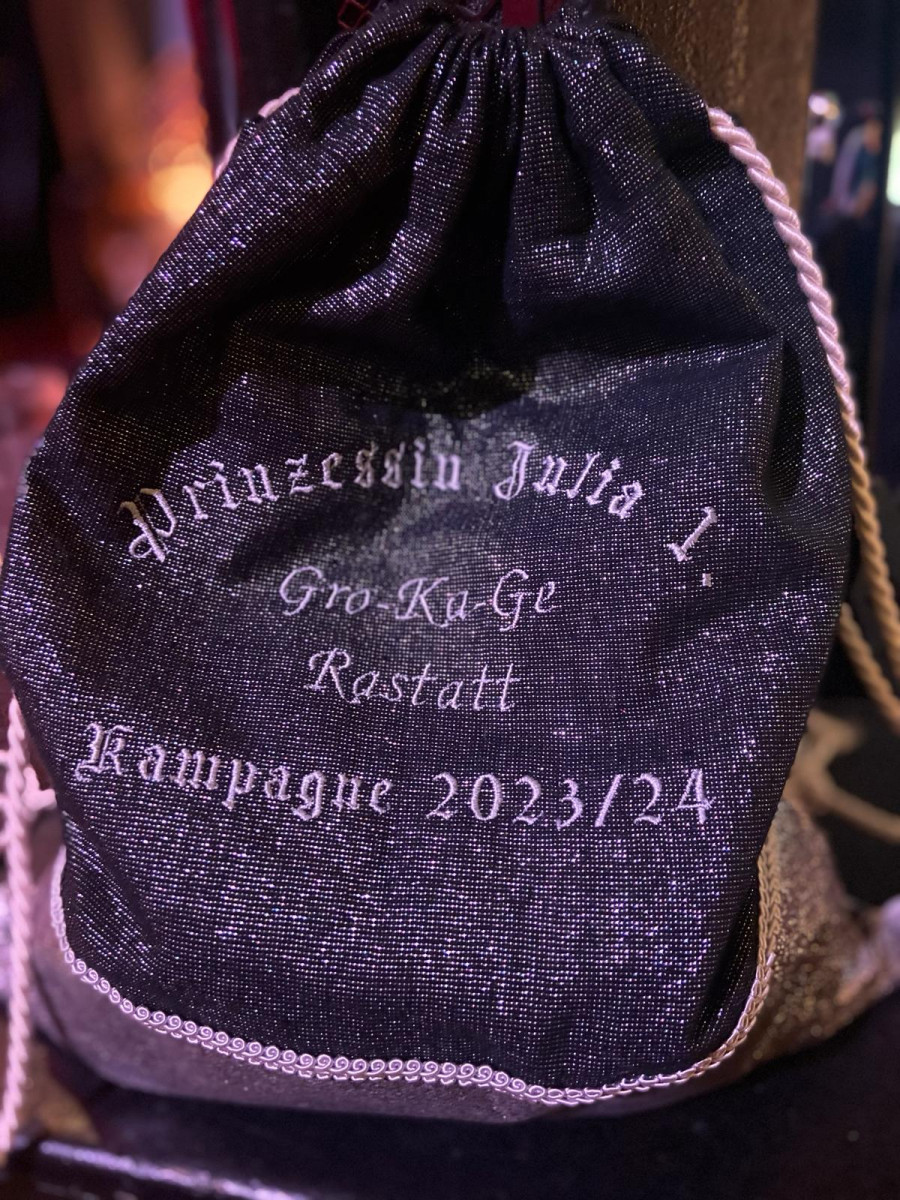 Prinzessin Julia I.
Gro-Ka-Ge
Rastatt
Kampagne 2023/24